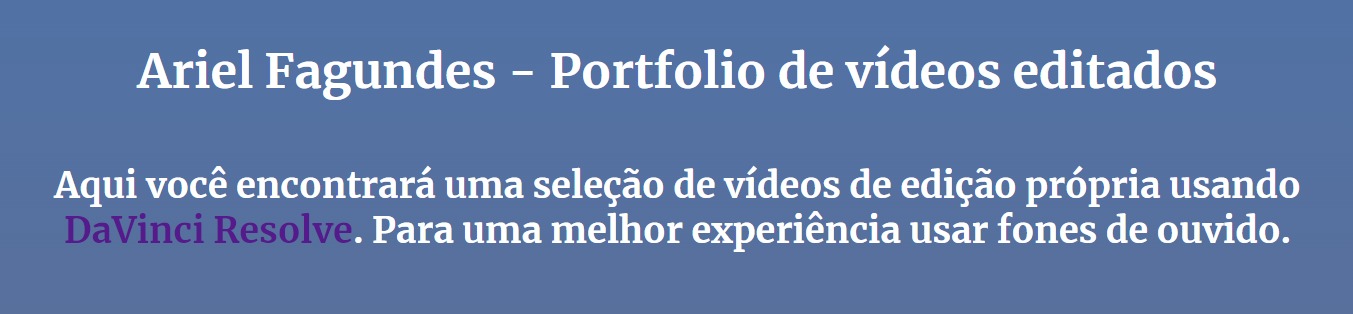 Ariel Fagundes - Portfolio de vídeos editados
Aqui você encontrará uma seleção de vídeos de edição própria usando
DaVinci Resolve. Para uma melhor experiência usar fones de ouvido.